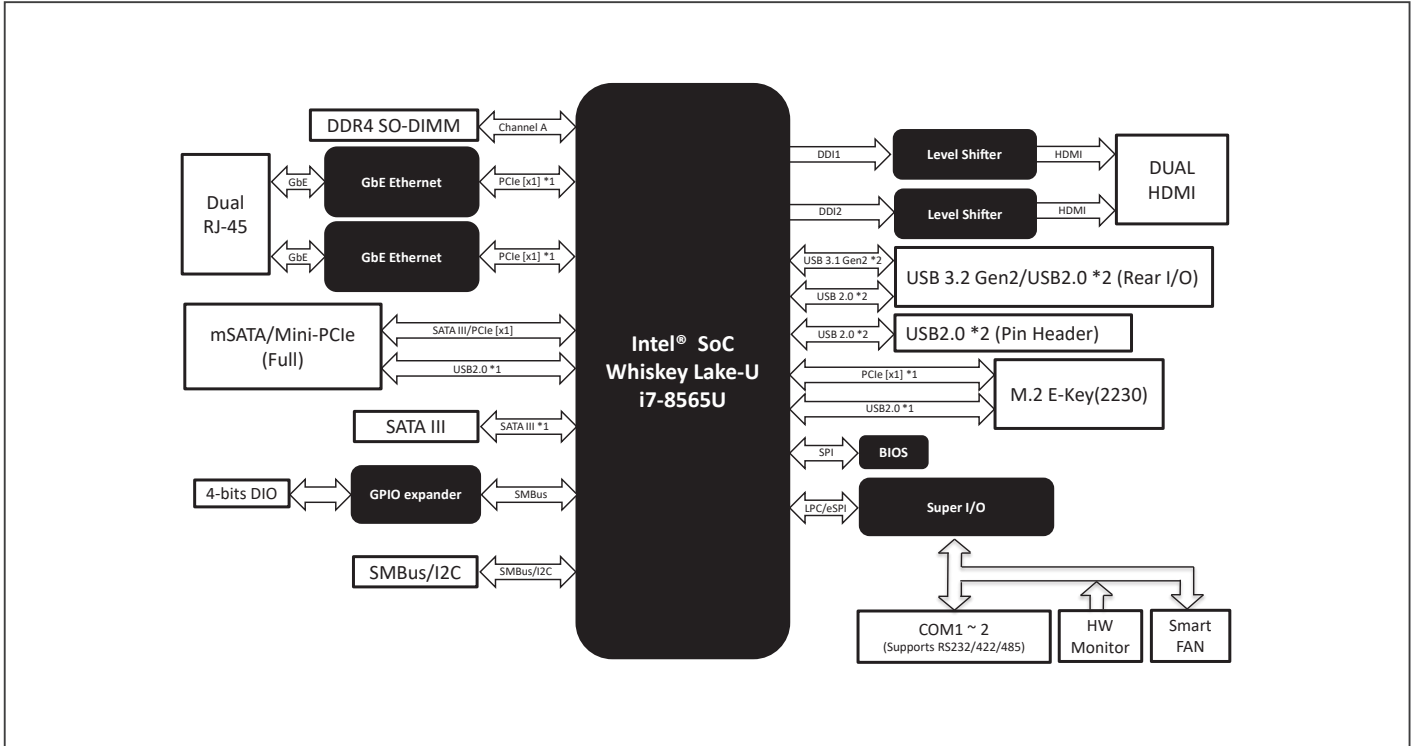 DDR4 SO-DIMM
Channel A
Dual
RJ-45
GbE
GbE Ethernet
PCIe [x1] *1
GbE
GbE Ethernet
PCIe [x1] *1
mSATA/Mini-PCIe
(Full)
SATA III/PCIe [x1]
USB2.0 *1
SATA III
SATA III *1
4-bits DIO
GPIO expander
SMBus
SMBus/I2C
SMBus/I2C
Intel® SoC
Whiskey Lake-U
i7-8565U
DDI1
Level Shifter
HDMI
DDI2
Level Shifter
HDMI
DUAL
HDMI
USB 3.1 Gen2 *2
USB 2.0 *2
USB 3.2 Gen2/USB2.0 *2 (Rear I/O)
USB 2.0 *2
USB2.0 *2 (Pin Header)
PCIe [x1] *1
USB2.0 *1
M.2 E-Key(2230)
SPI
BIOS
LPC/eSPI
Super I/O
COM1 ~ 2
(Supports RS232/422/485)
HW
Monitor
Smart
FAN